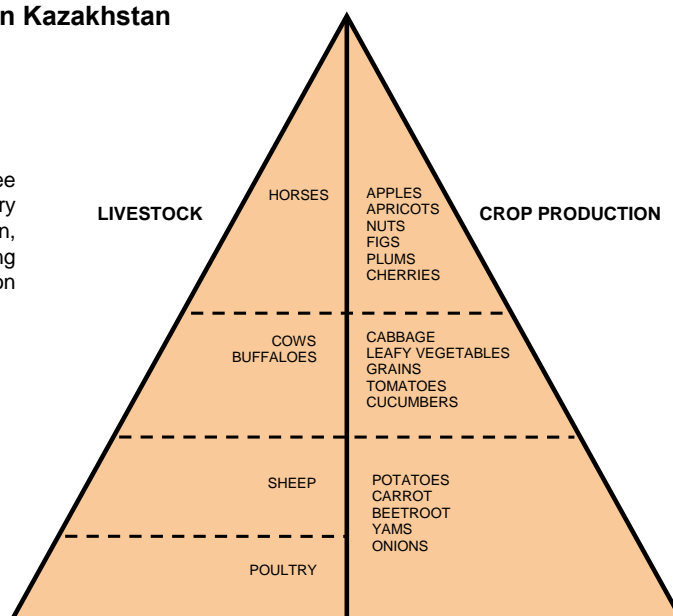 n Kazakhstan
ee
ry
n,
ng
on
LIVESTOCK
HORSES
APPLES
APRICOTS
NUTS
FIGS
PLUMS
CHERRIES
CROP PRODUCTION
COWS
BUFFALOES
CABBAGE
LEAFY VEGETABLES
GRAINS
TOMATOES
CUCUMBERS
SHEEP
POTATOES
CARROT
BEETROOT
YAMS
ONIONS
POULTRY